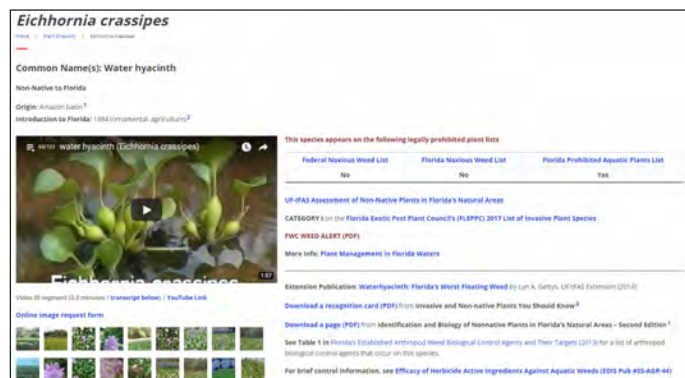 Eichhornia crassipes
Home | Plant Directory | Eichhornia crassipes
Common Name(s): Water hyacinth
Non-Native to Florida
Origin: Amazon basin 1
Introduction to Florida: 1884 (ornamental, agriculture) 2
water hyacinth (Eichhornia crassipes)
Eichhornia crassipes
1:57
Video ID segment (2.0 minutes / transcript below) | YouTube Link
Online image request form
This species appears on the following legally prohibited plant lists
Federal Noxious Weed List Florida Noxious Weed List Florida Prohibited Aquatic Plants List
No No Yes
UF-IFAS Assessment of Non-Native Plants in Florida's Natural Areas
CATEGORY I on the Florida Exotic Pest Plant Council's (FLEPPC) 2017 List of Invasive Plant Species
FWC WEED ALERT (PDF)
More info: Plant Management in Florida Waters
Extension Publication: Waterhyacinth: Florida's Worst Floating Weed by Lyn A. Gettys, UF/IFAS Extension (2017)
Download a recognition card (PDF) from Invasive and Non-native Plants You Should Know 3
Download a page (PDF) from Identification and Biology of Nonnative Plants in Florida's Natural Areas – Second Edition 1
See Table 1 in Florida's Established Arthropod Weed Biological Control Agents and Their Targets (2013) for a list of arthropod
biological control agents that occur on this species.
For brief control information, see Efficacy of Herbicide Active Ingredients Against Aquatic Weeds (EDIS Pub #SS-AGR-44)